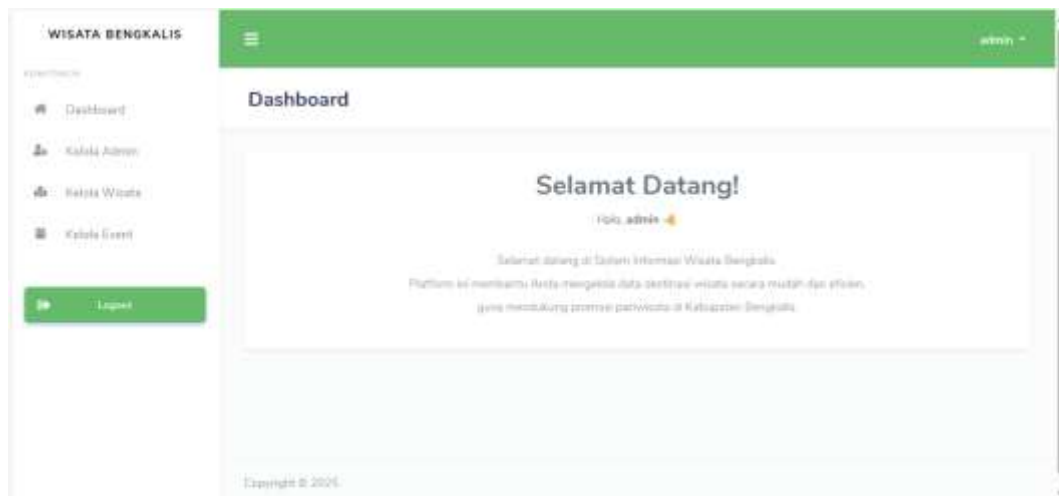 WISATA BENGKALIS
admin
Dashboard
Dashboard
Kelola Admin
Kelola Wisata
Kelola Event
Logout
Selamat Datang!
Halo, admin
Selamat datang di Sistem Informasi Wisata Bengkalis.
Platform ini membantu Anda mengelola data destinasi wisata secara mudah dan efisien,
guna mendukung promosi pariwisata di Kabupaten Bengkalis.
Copyright © 2025